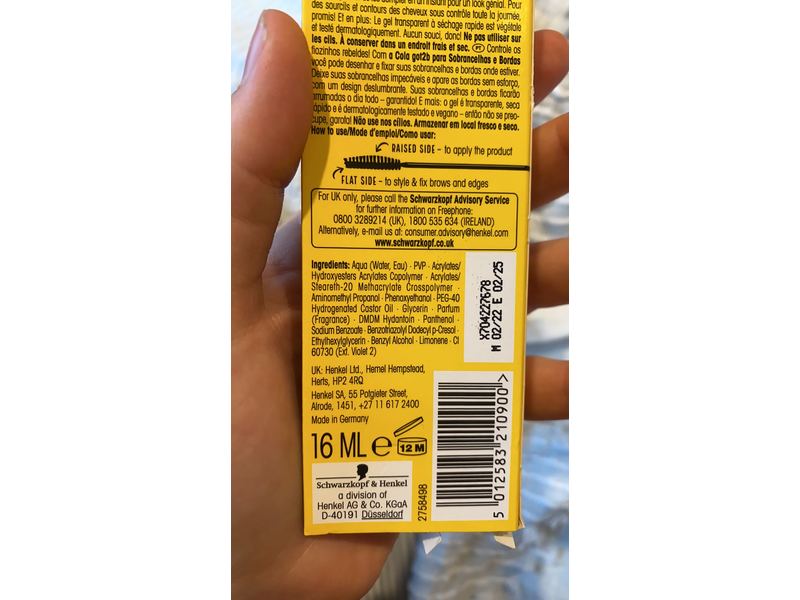 des sourcils et contours des cheveux sous contrôle toute la journée,
promis! Et en plus: Le gel transparent à séchage rapide est végétale
et testé dermatologiquement. Aucun souci, donc! Ne pas utiliser sur
les cils. À conserver dans un endroit frais et sec. PT Controle os
fiozinhos rebeldes! Com a Cola got2b para Sobrancelhas e Bordas
você pode desenhar e fixar suas sobrancelhas e bordas onde estiver.
Deixe suas sobrancelhas impecáveis e apare as bordas sem esforço,
com um design deslumbrante. Suas sobrancelhas e bordas ficarão
arrumadas o dia todo – garantido! E mais: o gel é transparente, seca
rápido e é dermatologicamente testado e vegano – então não se preo-
cupe, garota! Não use nos cílios. Armazenar em local fresco e seco.
How to use/Mode d'emploi/Como usar:
RAISED SIDE – to apply the product
FLAT SIDE – to style & fix brows and edges
For UK only, please call the Schwarzkopf Advisory Service
for further information on Freephone:
0800 3289214 (UK), 1800 535 634 (IRELAND)
Alternatively, e-mail us at: consumer.advisory@henkel.com
www.schwarzkopf.co.uk
Ingredients: Aqua (Water, Eau) · PVP · Acrylates/
Hydroxyesters Acrylates Copolymer · Acrylates/
Steareth-20 Methacrylate Crosspolymer ·
Aminomethyl Propanol · Phenoxyethanol · PEG-40
Hydrogenated Castor Oil · Glycerin · Parfum
(Fragrance) · DMDM Hydantoin · Panthenol ·
Sodium Benzoate · Benzotriazolyl Dodecyl p-Cresol ·
Ethylhexylglycerin · Benzyl Alcohol · Limonene · CI
60730 (Ext. Violet 2)
X704227678
M 02/22 E 02/25
UK: Henkel Ltd., Hemel Hempstead,
Herts, HP2 4RQ
Henkel SA, 55 Potgieter Street,
Alrode, 1451, +27 11 617 2400
Made in Germany
16 ML e 12 M
Schwarzkopf & Henkel
a division of
Henkel AG & Co. KGaA
D-40191 Düsseldorf
2758498
5 012583 210900 >